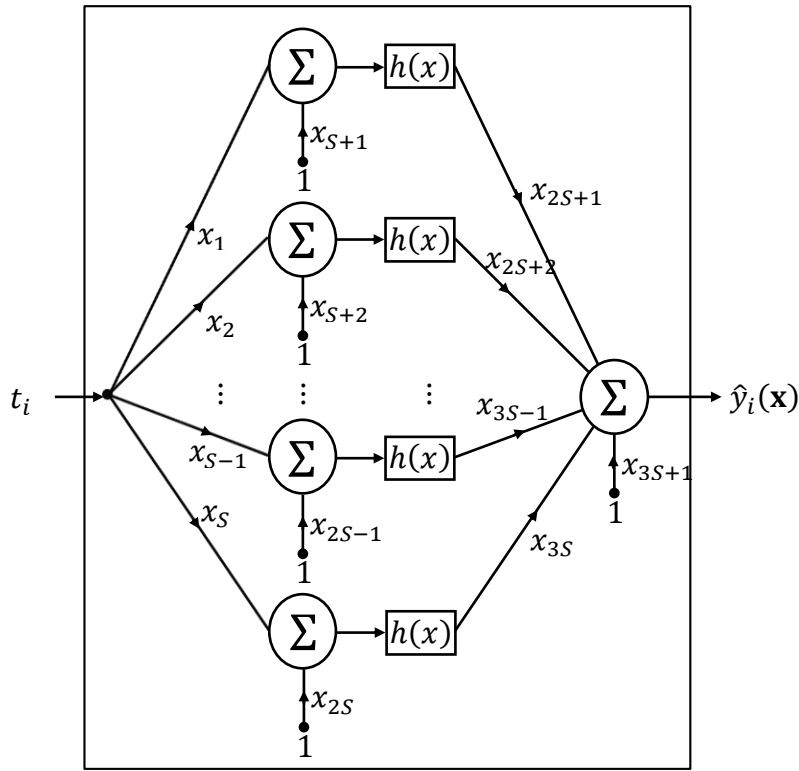 Σ h(x)
x_{S+1}
1
x_{2S+1}
x_1
Σ h(x)
x_{2S+2}
x_2
x_{S+2}
1
⋮ ⋮ ⋮
t_i
Σ
ŷ_i(𝐱)
x_{3S−1}
x_{S−1}
Σ h(x)
x_{3S+1}
1
x_S
x_{2S−1}
x_{3S}
1
Σ h(x)
x_{2S}
1